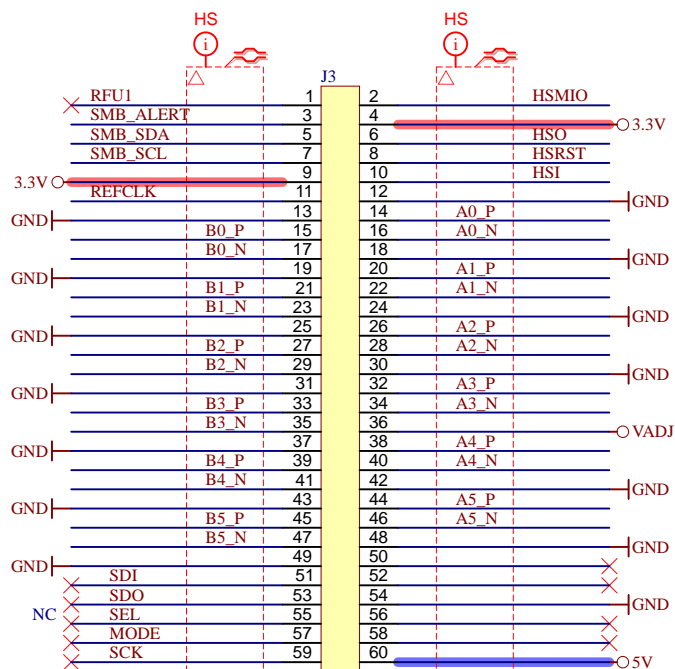 HS HS
i i
J3
RFU1 1 2 HSMIO
SMB_ALERT 3 4 3.3V
SMB_SDA 5 6 HSO
SMB_SCL 7 8 HSRST
3.3V 9 10 HSI
REFCLK 11 12 GND
GND 13 14 A0_P
B0_P 15 16 A0_N
B0_N 17 18 GND
GND 19 20 A1_P
B1_P 21 22 A1_N
B1_N 23 24 GND
GND 25 26 A2_P
B2_P 27 28 A2_N
B2_N 29 30 GND
GND 31 32 A3_P
B3_P 33 34 A3_N
B3_N 35 36 VADJ
GND 37 38 A4_P
B4_P 39 40 A4_N
B4_N 41 42 GND
GND 43 44 A5_P
B5_P 45 46 A5_N
B5_N 47 48 GND
GND 49 50
SDI 51 52
SDO 53 54 GND
NC SEL 55 56
MODE 57 58
SCK 59 60 5V